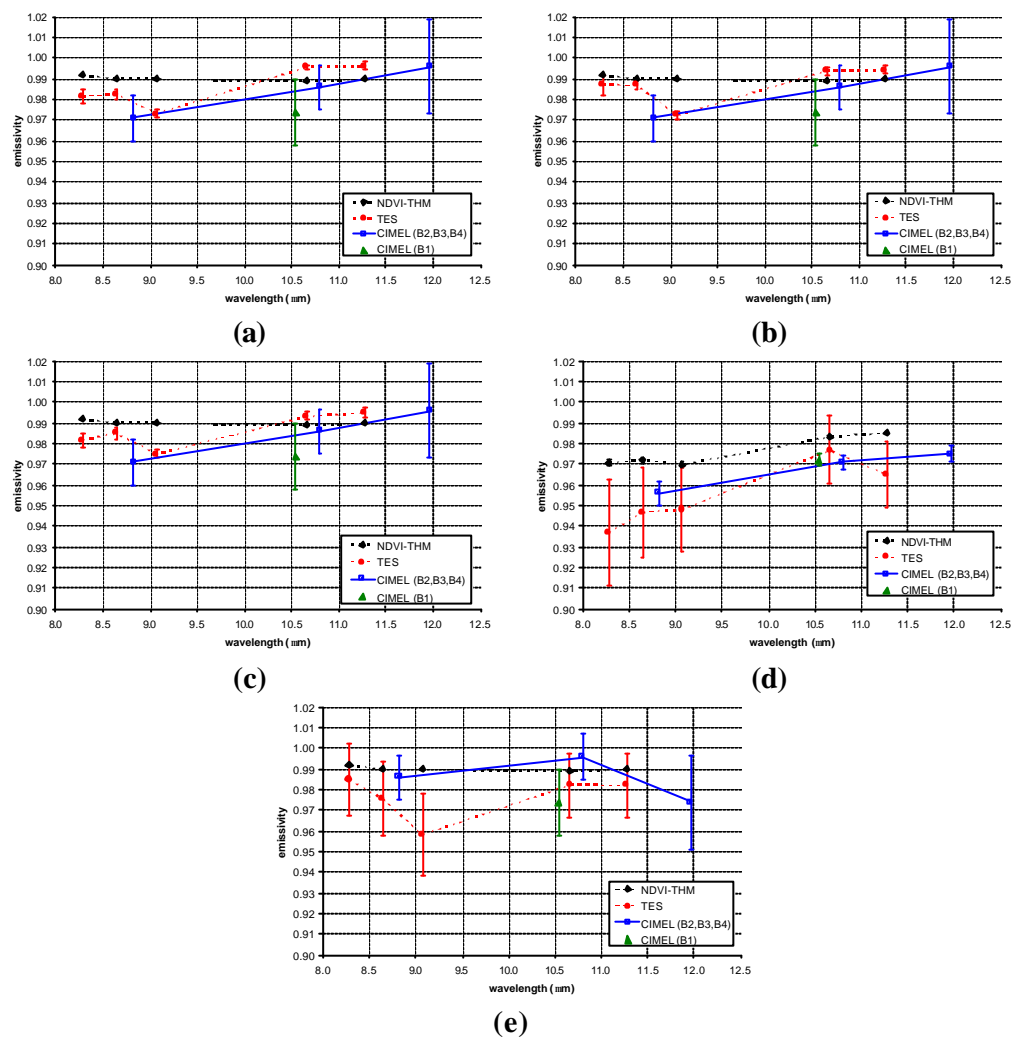 1.02
1.01
1.00
0.99
0.98
0.97
0.96
0.95
0.94
0.93
0.92
0.91
0.90
emissivity
8.0 8.5 9.0 9.5 10.0 10.5 11.0 11.5 12.0 12.5
wavelength (mm)
NDVI-THM
TES
CIMEL (B2,B3,B4)
CIMEL (B1)
(a)
1.02
1.01
1.00
0.99
0.98
0.97
0.96
0.95
0.94
0.93
0.92
0.91
0.90
emissivity
8.0 8.5 9.0 9.5 10.0 10.5 11.0 11.5 12.0 12.5
wavelength (mm)
NDVI-THM
TES
CIMEL (B2,B3,B4)
CIMEL (B1)
(b)
1.02
1.01
1.00
0.99
0.98
0.97
0.96
0.95
0.94
0.93
0.92
0.91
0.90
emissivity
8.0 8.5 9.0 9.5 10.0 10.5 11.0 11.5 12.0 12.5
wavelength (mm)
NDVI-THM
TES
CIMEL (B2,B3,B4)
CIMEL (B1)
(c)
1.02
1.01
1.00
0.99
0.98
0.97
0.96
0.95
0.94
0.93
0.92
0.91
0.90
emissivity
8.0 8.5 9.0 9.5 10.0 10.5 11.0 11.5 12.0 12.5
wavelength (mm)
NDVI-THM
TES
CIMEL (B2,B3,B4)
CIMEL (B1)
(d)
1.02
1.01
1.00
0.99
0.98
0.97
0.96
0.95
0.94
0.93
0.92
0.91
0.90
emissivity
8.0 8.5 9.0 9.5 10.0 10.5 11.0 11.5 12.0 12.5
wavelength (mm)
NDVI-THM
TES
CIMEL (B2,B3,B4)
CIMEL (B1)
(e)